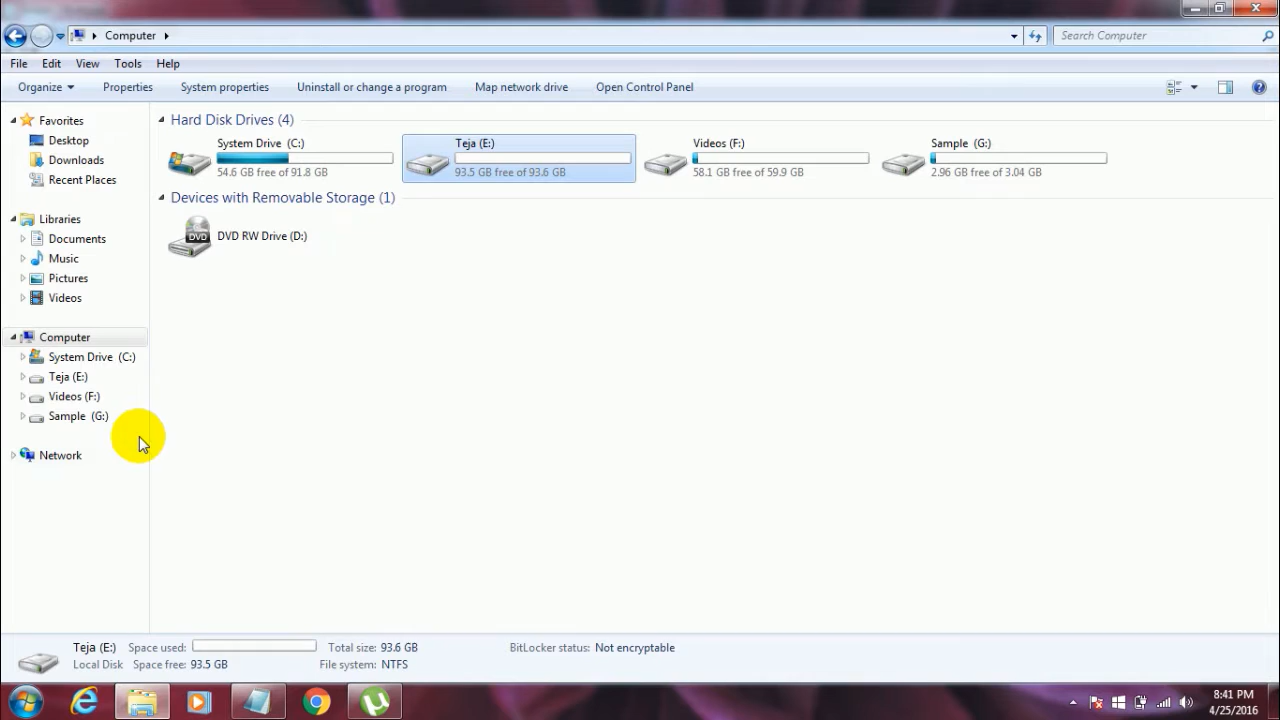 Computer
Search Computer
File Edit View Tools Help
Organize Properties System properties Uninstall or change a program Map network drive Open Control Panel
Favorites
Desktop
Downloads
Recent Places
Libraries
Documents
Music
Pictures
Videos
Computer
System Drive (C:)
Teja (E:)
Videos (F:)
Sample (G:)
Network
Hard Disk Drives (4)
System Drive (C:)
54.6 GB free of 91.8 GB
Teja (E:)
93.5 GB free of 93.6 GB
Videos (F:)
58.1 GB free of 59.9 GB
Sample (G:)
2.96 GB free of 3.04 GB
Devices with Removable Storage (1)
DVD
DVD RW Drive (D:)
Teja (E:) Space used: Total size: 93.6 GB BitLocker status: Not encryptable
Local Disk Space free: 93.5 GB File system: NTFS
8:41 PM
4/25/2016